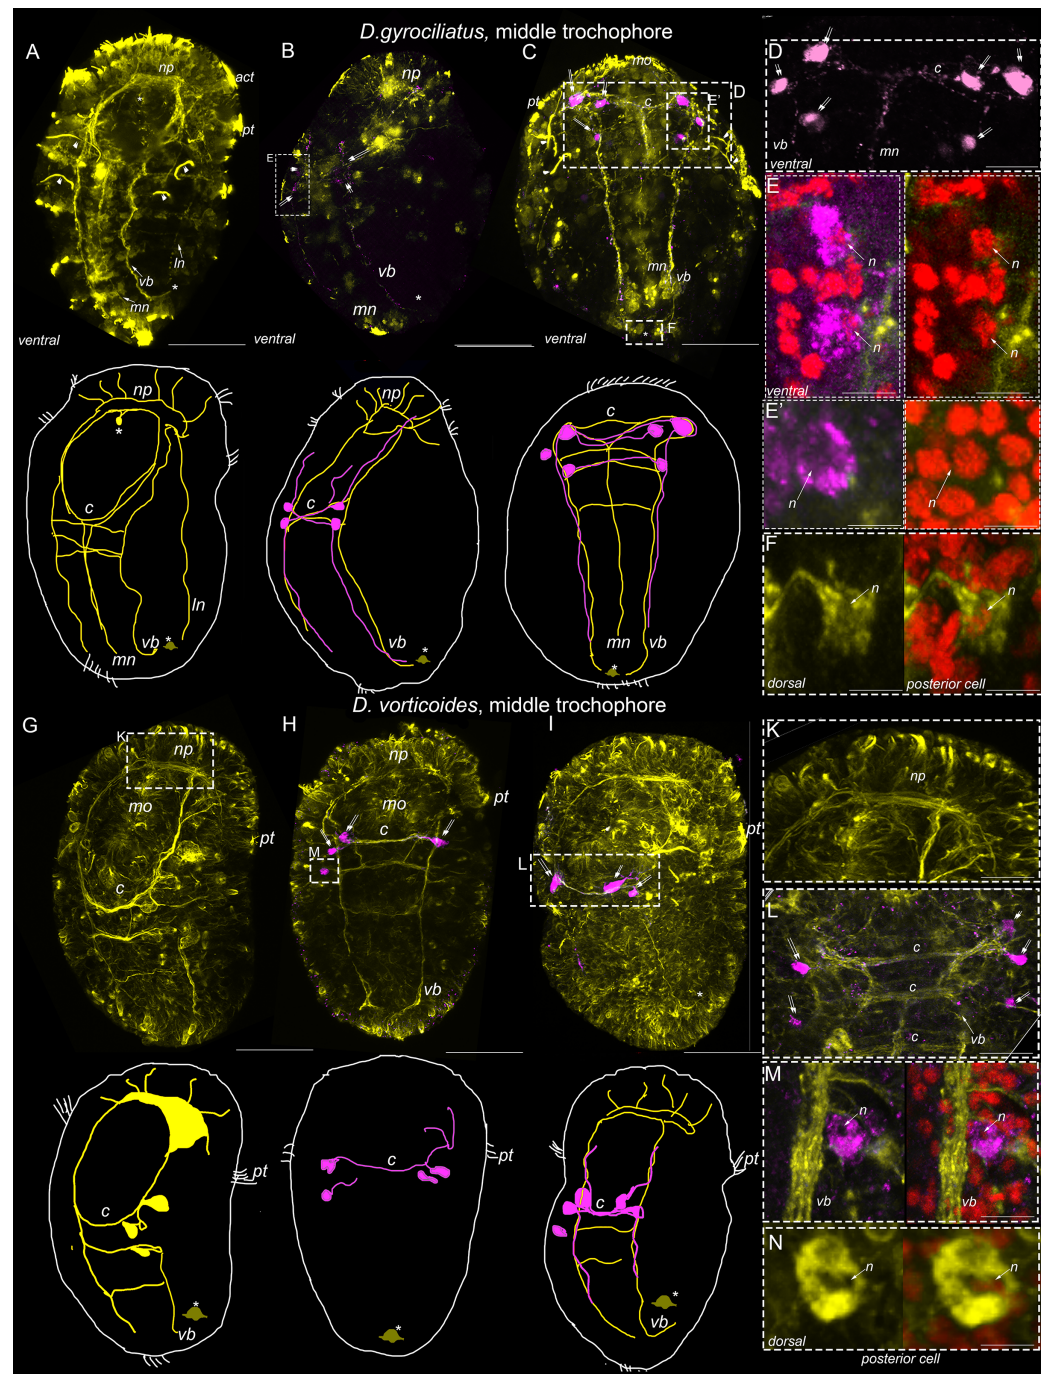 D.gyrociliatus, middle trochophore
A
np
*
act
pt
ln
vb
*
mn
ventral
B
np
E
vb
*
mn
ventral
C
mo
pt
c
E'
D
mn
vb
F
*
D
c
vb
mn
ventral
E
n
n
n
n
ventral
E'
n
n
F
n
n
dorsal
posterior cell
np
*
c
ln
vb
*
mn
np
c
vb
*
c
mn
vb
*
D. vorticoides, middle trochophore
G
K
np
mo
pt
c
H
np
mo
pt
c
M
vb
I
pt
L
*
K
np
L
c
c
vb
c
M
n
n
vb
vb
N
n
n
dorsal
posterior cell
pt
c
*
vb
c
pt
*
pt
c
*
vb